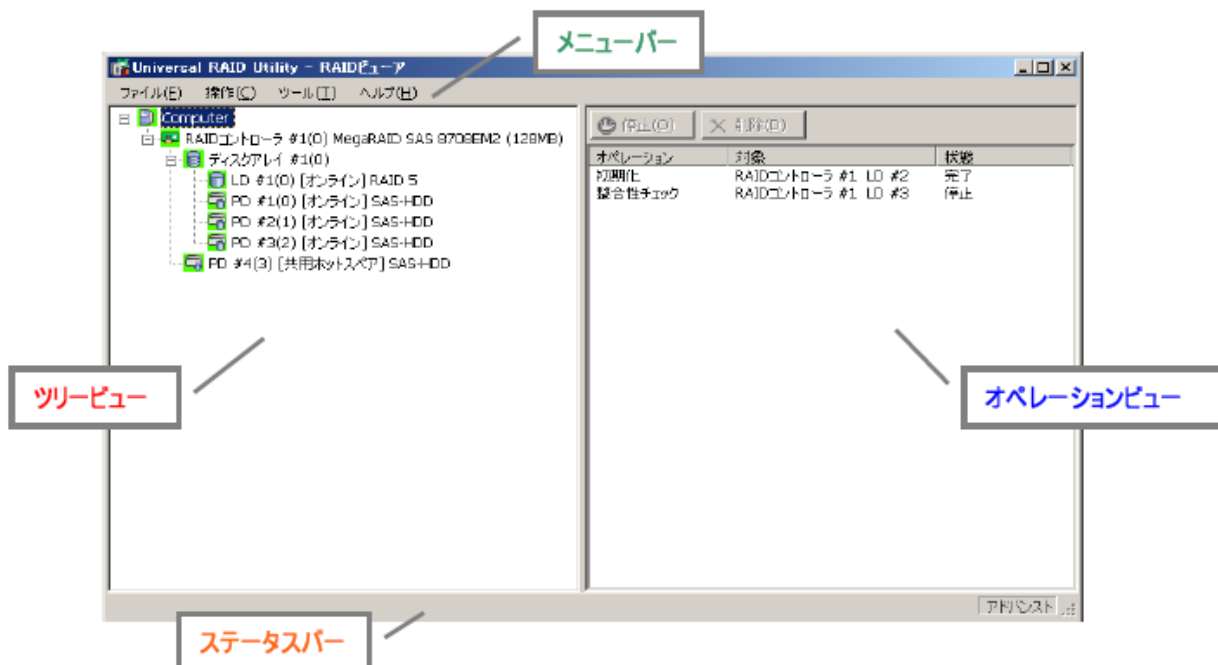 メニューバー
Universal RAID Utility - RAIDビューア
ファイル(F) 操作(C) ツール(T) ヘルプ(H)
Computer
RAIDコントローラ #1(0) MegaRAID SAS 8708EM2 (128MB)
ディスクアレイ #1(0)
LD #1(0) [オンライン] RAID 5
PD #1(0) [オンライン] SAS-HDD
PD #2(1) [オンライン] SAS-HDD
PD #3(2) [オンライン] SAS-HDD
PD #4(3) [共用ホットスペア] SAS-HDD
停止(O) 削除(D)
オペレーション 対象 状態
初期化 RAIDコントローラ #1 LD #2 完了
整合性チェック RAIDコントローラ #1 LD #3 停止
ツリービュー
オペレーションビュー
アドバンスト
ステータスバー